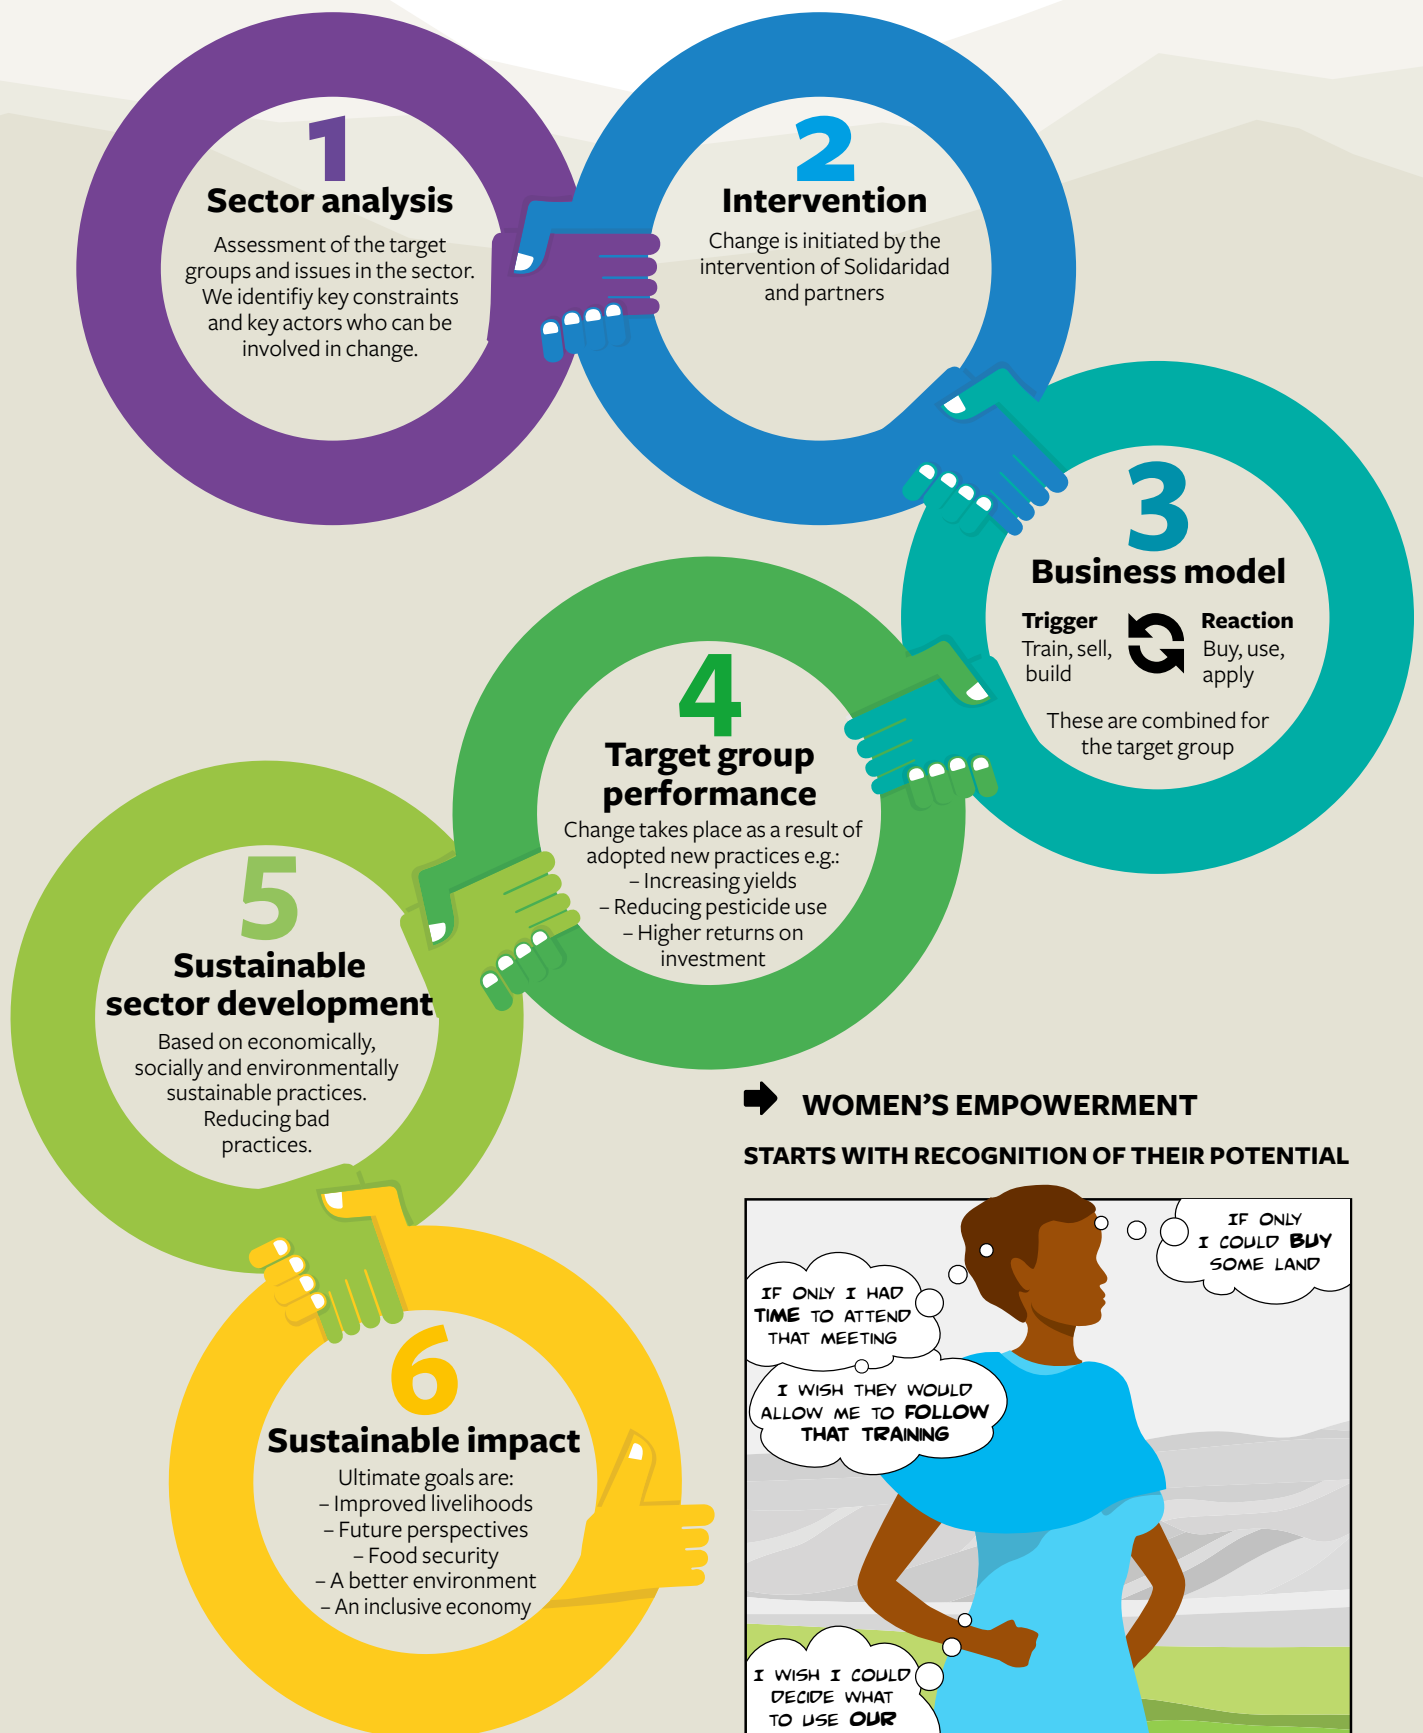 1
Sector analysis
Assessment of the target
groups and issues in the sector.
We identifiy key constraints
and key actors who can be
involved in change.
2
Intervention
Change is initiated by the
intervention of Solidaridad
and partners
3
Business model
Trigger
Train, sell,
build
Reaction
Buy, use,
apply
These are combined for
the target group
4
Target group
performance
Change takes place as a result of
adopted new practices e.g.:
– Increasing yields
– Reducing pesticide use
– Higher returns on
investment
5
Sustainable
sector development
Based on economically,
socially and environmentally
sustainable practices.
Reducing bad
practices.
6
Sustainable impact
Ultimate goals are:
– Improved livelihoods
– Future perspectives
– Food security
– A better environment
– An inclusive economy
WOMEN’S EMPOWERMENT
STARTS WITH RECOGNITION OF THEIR POTENTIAL
IF ONLY
I COULD BUY
SOME LAND
IF ONLY I HAD
TIME TO ATTEND
THAT MEETING
I WISH THEY WOULD
ALLOW ME TO FOLLOW
THAT TRAINING
I WISH I COULD
DECIDE WHAT
TO USE OUR